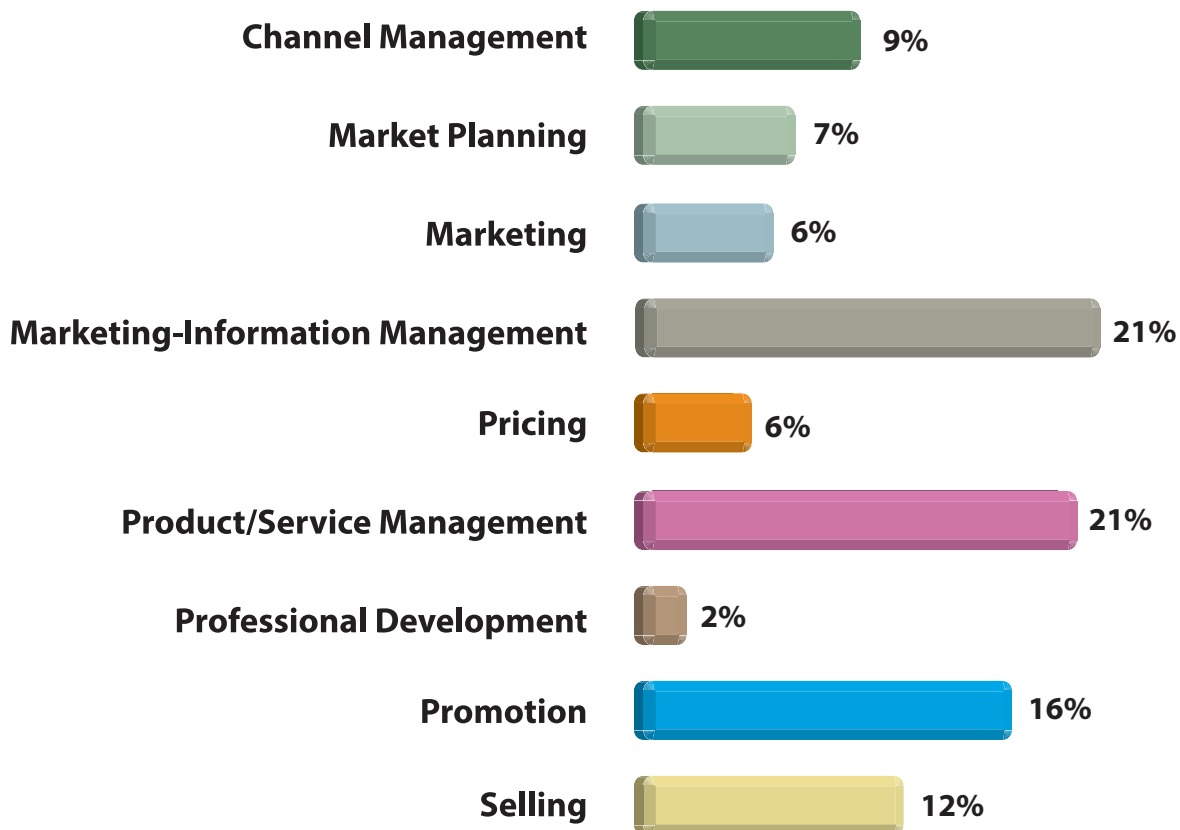 Channel Management 9%
Market Planning 7%
Marketing 6%
Marketing-Information Management 21%
Pricing 6%
Product/Service Management 21%
Professional Development 2%
Promotion 16%
Selling 12%